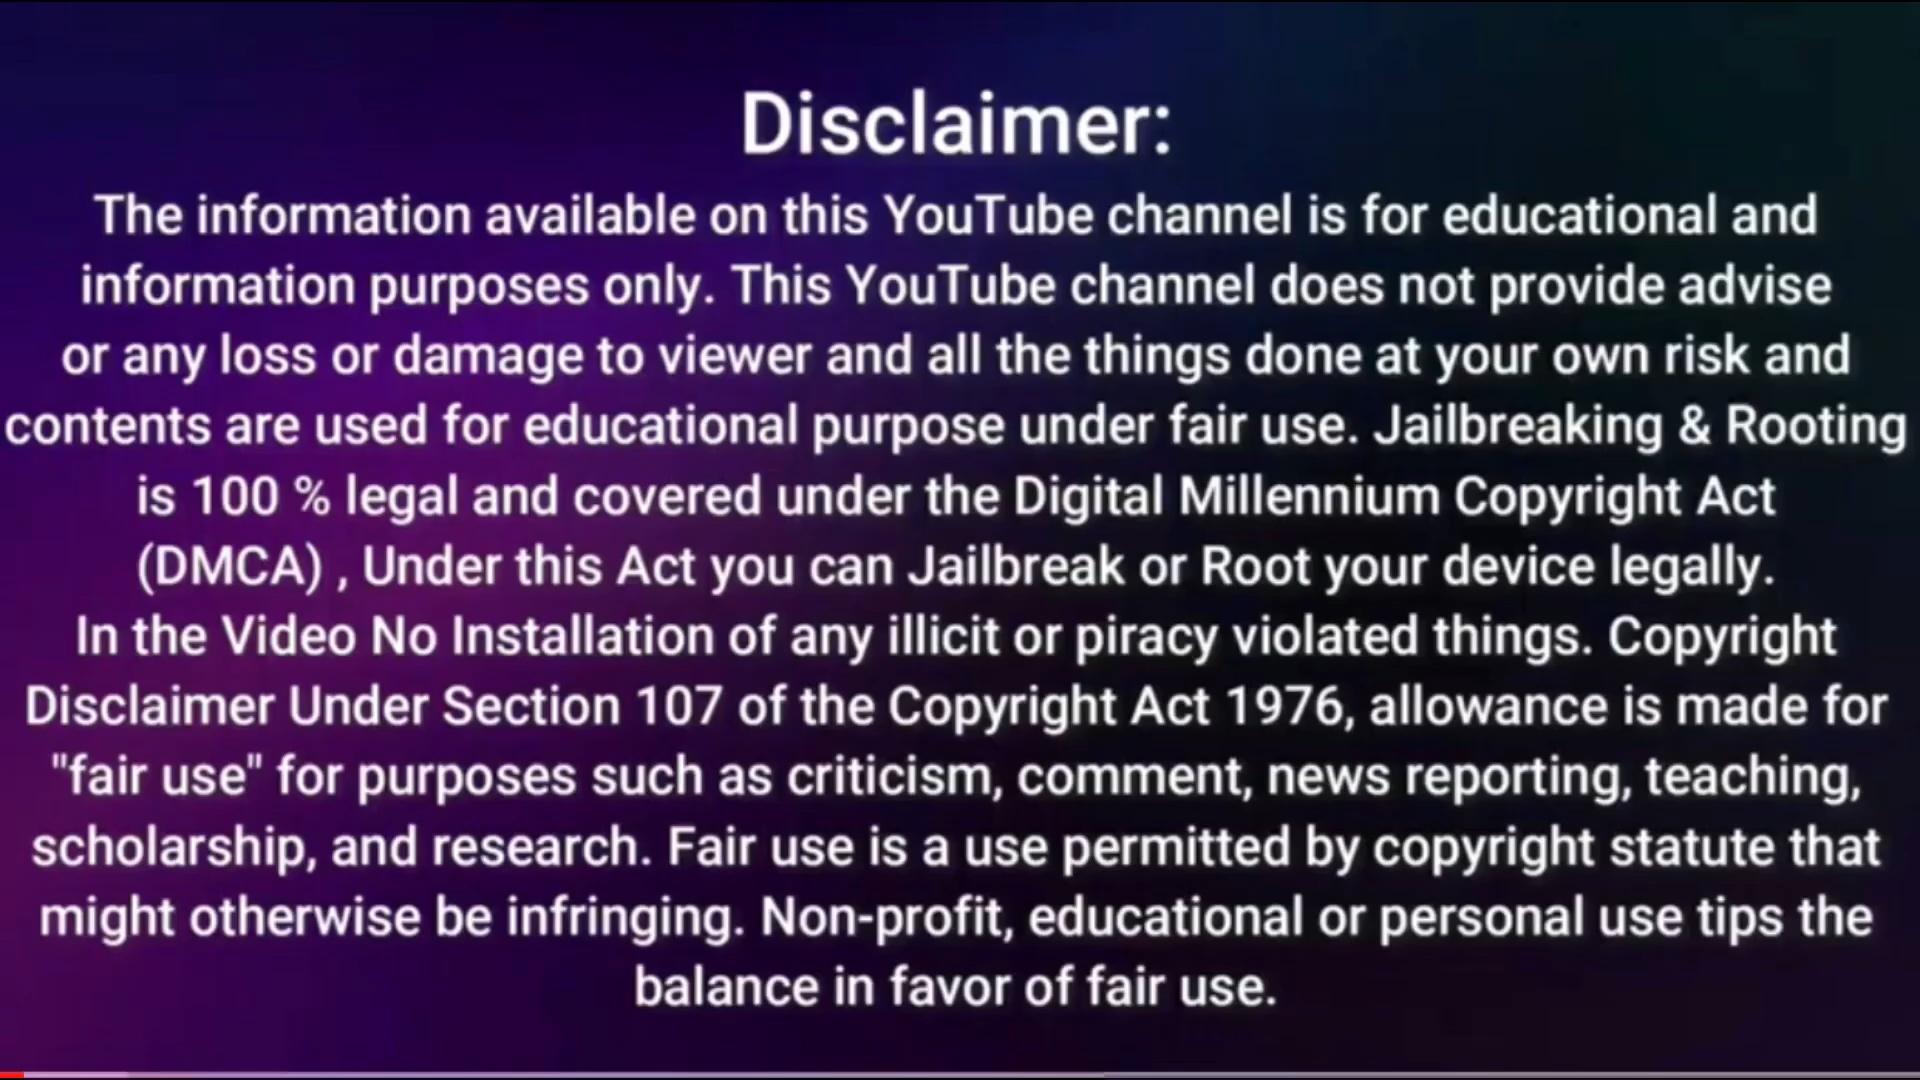 Disclaimer:
The information available on this YouTube channel is for educational and
information purposes only. This YouTube channel does not provide advise
or any loss or damage to viewer and all the things done at your own risk and
contents are used for educational purpose under fair use. Jailbreaking & Rooting
is 100 % legal and covered under the Digital Millennium Copyright Act
(DMCA) , Under this Act you can Jailbreak or Root your device legally.
In the Video No Installation of any illicit or piracy violated things. Copyright
Disclaimer Under Section 107 of the Copyright Act 1976, allowance is made for
"fair use" for purposes such as criticism, comment, news reporting, teaching,
scholarship, and research. Fair use is a use permitted by copyright statute that
might otherwise be infringing. Non-profit, educational or personal use tips the
balance in favor of fair use.